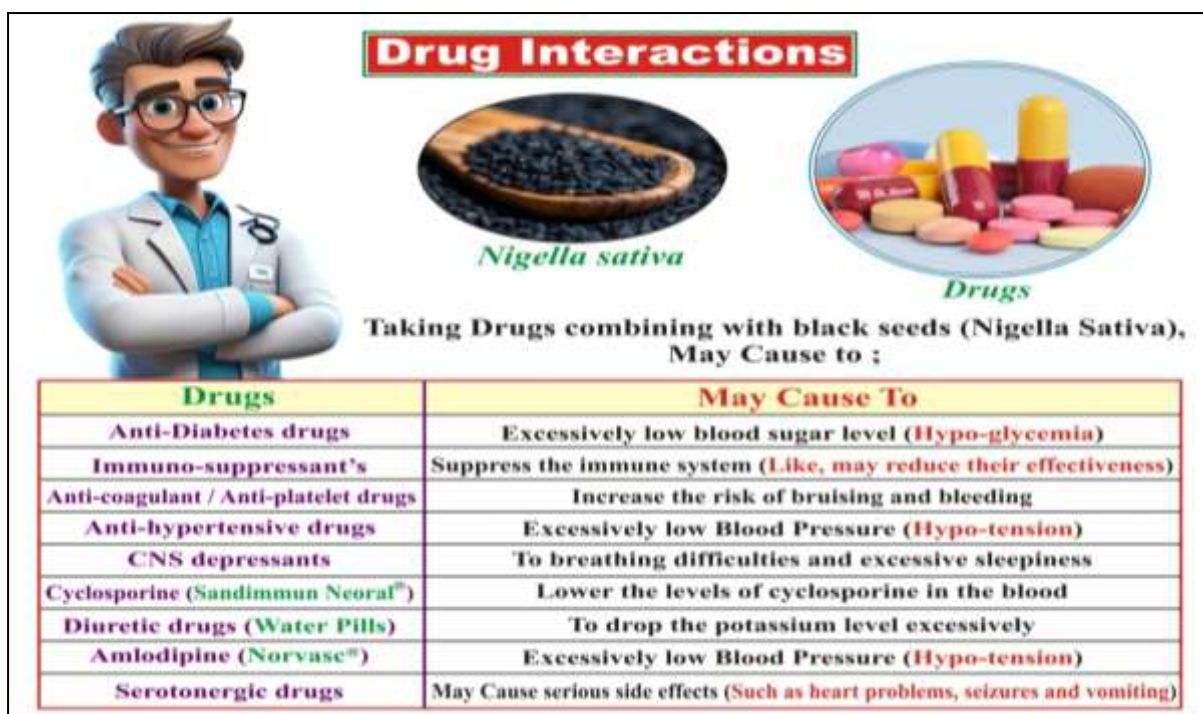 Drug Interactions
Nigella sativa
Drugs
Taking Drugs combining with black seeds (Nigella Sativa),
May Cause to ;
Drugs May Cause To
Anti-Diabetes drugs Excessively low blood sugar level (Hypo-glycemia)
Immuno-suppressant's Suppress the immune system (Like, may reduce their effectiveness)
Anti-coagulant / Anti-platelet drugs Increase the risk of bruising and bleeding
Anti-hypertensive drugs Excessively low Blood Pressure (Hypo-tension)
CNS depressants To breathing difficulties and excessive sleepiness
Cyclosporine (Sandimmun Neoral®) Lower the levels of cyclosporine in the blood
Diuretic drugs (Water Pills) To drop the potassium level excessively
Amlodipine (Norvasc®) Excessively low Blood Pressure (Hypo-tension)
Serotonergic drugs May Cause serious side effects (Such as heart problems, seizures and vomiting)